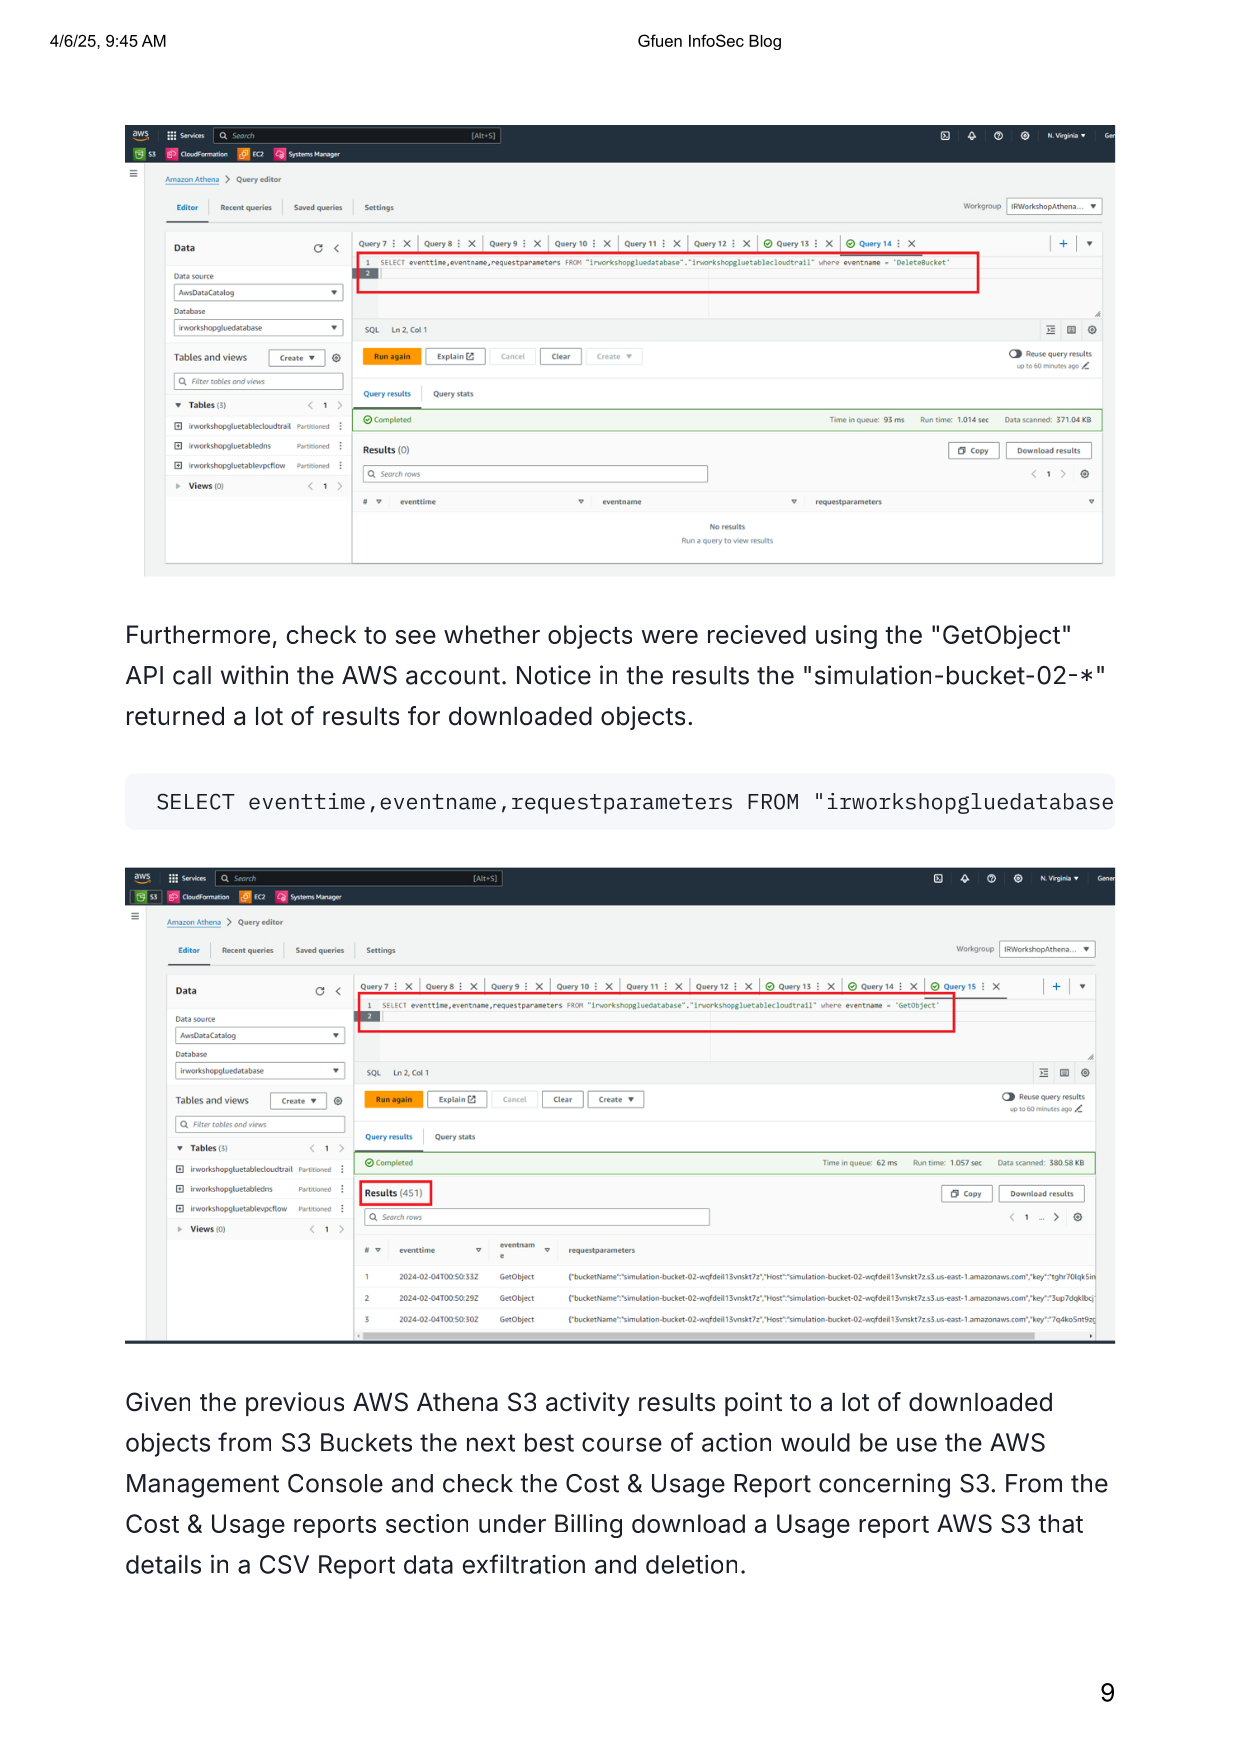 4/6/25, 9:45 AM
Gfuen InfoSec Blog
aws
Services
Search
[Alt+S]
N. Virginia
Ger
S3
CloudFormation
EC2
Systems Manager
Amazon Athena > Query editor
Editor
Recent queries
Saved queries
Settings
Workgroup
IRWorkshopAthena...
Data
Query 7
Query 8
Query 9
Query 10
Query 11
Query 12
Query 13
Query 14
1 SELECT eventtime,eventname,requestparameters FROM "irworkshopgluedatabase"."irworkshopgluetablecloudtrail" where eventname = 'DeleteBucket'
2
Data source
AwsDataCatalog
Database
irworkshopgluedatabase
SQL Ln 2, Col 1
Tables and views
Create
Run again
Explain
Cancel
Clear
Create
Reuse query results
up to 60 minutes ago
Filter tables and views
Query results
Query stats
Tables (3)
1
irworkshopgluetablecloudtrail Partitioned
irworkshopgluetabledns Partitioned
irworkshopgluetablevpcflow Partitioned
Views (0)
1
Completed
Time in queue: 93 ms Run time: 1.014 sec Data scanned: 371.04 KB
Results (0)
Copy
Download results
Search rows
1
# eventtime eventname requestparameters
No results
Run a query to view results
Furthermore, check to see whether objects were recieved using the "GetObject"
API call within the AWS account. Notice in the results the "simulation-bucket-02-*"
returned a lot of results for downloaded objects.
SELECT eventtime,eventname,requestparameters FROM "irworkshopgluedatabase
aws
Services
Search
[Alt+S]
N. Virginia
Gener
S3
CloudFormation
EC2
Systems Manager
Amazon Athena > Query editor
Editor
Recent queries
Saved queries
Settings
Workgroup
IRWorkshopAthena...
Data
Query 7
Query 8
Query 9
Query 10
Query 11
Query 12
Query 13
Query 14
Query 15
1 SELECT eventtime,eventname,requestparameters FROM "irworkshopgluedatabase"."irworkshopgluetablecloudtrail" where eventname = 'GetObject'
2
Data source
AwsDataCatalog
Database
irworkshopgluedatabase
SQL Ln 2, Col 1
Tables and views
Create
Run again
Explain
Cancel
Clear
Create
Reuse query results
up to 60 minutes ago
Filter tables and views
Query results
Query stats
Tables (3)
1
irworkshopgluetablecloudtrail Partitioned
irworkshopgluetabledns Partitioned
irworkshopgluetablevpcflow Partitioned
Views (0)
1
Completed
Time in queue: 62 ms Run time: 1.057 sec Data scanned: 380.58 KB
Results (451)
Copy
Download results
Search rows
1 ...
# eventtime eventname requestparameters
1 2024-02-04T00:50:33Z GetObject {"bucketName":"simulation-bucket-02-wqfdeil13vnskt7z","Host":"simulation-bucket-02-wqfdeil13vnskt7z.s3.us-east-1.amazonaws.com","key":"tghr70lqk5in
2 2024-02-04T00:50:29Z GetObject {"bucketName":"simulation-bucket-02-wqfdeil13vnskt7z","Host":"simulation-bucket-02-wqfdeil13vnskt7z.s3.us-east-1.amazonaws.com","key":"3up7dqklbcj
3 2024-02-04T00:50:30Z GetObject {"bucketName":"simulation-bucket-02-wqfdeil13vnskt7z","Host":"simulation-bucket-02-wqfdeil13vnskt7z.s3.us-east-1.amazonaws.com","key":"7q4ko5nt9zg
Given the previous AWS Athena S3 activity results point to a lot of downloaded
objects from S3 Buckets the next best course of action would be use the AWS
Management Console and check the Cost & Usage Report concerning S3. From the
Cost & Usage reports section under Billing download a Usage report AWS S3 that
details in a CSV Report data exfiltration and deletion.
9